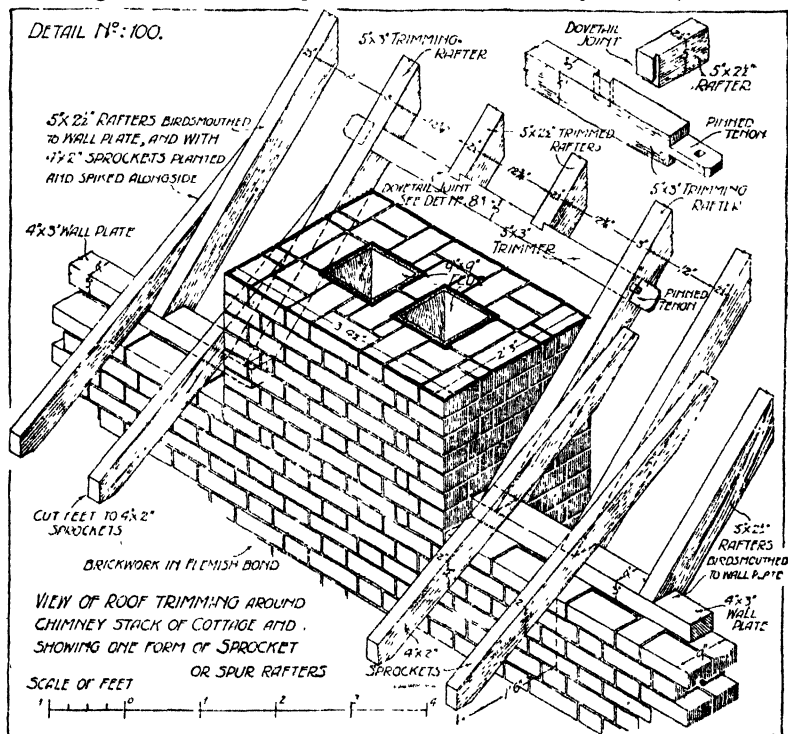 DETAIL Nº: 100.
5"X3" TRIMMING-
RAFTER
DOVETAIL
JOINT
5"X2½"
RAFTER
PINNED
TENON
5"X2½" RAFTERS BIRDSMOUTHED
TO WALL PLATE, AND WITH
4"X2" SPROCKETS PLANTED
AND SPIKED ALONGSIDE
5"X2½" TRIMMED
RAFTERS
DOVETAIL JOINT
SEE DET Nº.
5"X3"
TRIMMER
5"X3" TRIMMING
RAFTER
4"X3" WALL PLATE
9"X9"
FLUE
PINNED
TENON
2'3"
CUT FEET TO 4"X2"
SPROCKETS
BRICKWORK IN FLEMISH BOND
5"X2½"
RAFTERS
BIRDSMOUTHED
TO WALL PLATE
4"X3"
WALL
PLATE
VIEW OF ROOF TRIMMING AROUND
CHIMNEY STACK OF COTTAGE AND
SHOWING ONE FORM OF SPROCKET
OR SPUR RAFTERS
4"X2"
SPROCKETS
SCALE OF FEET
1 0 1 2 3 4